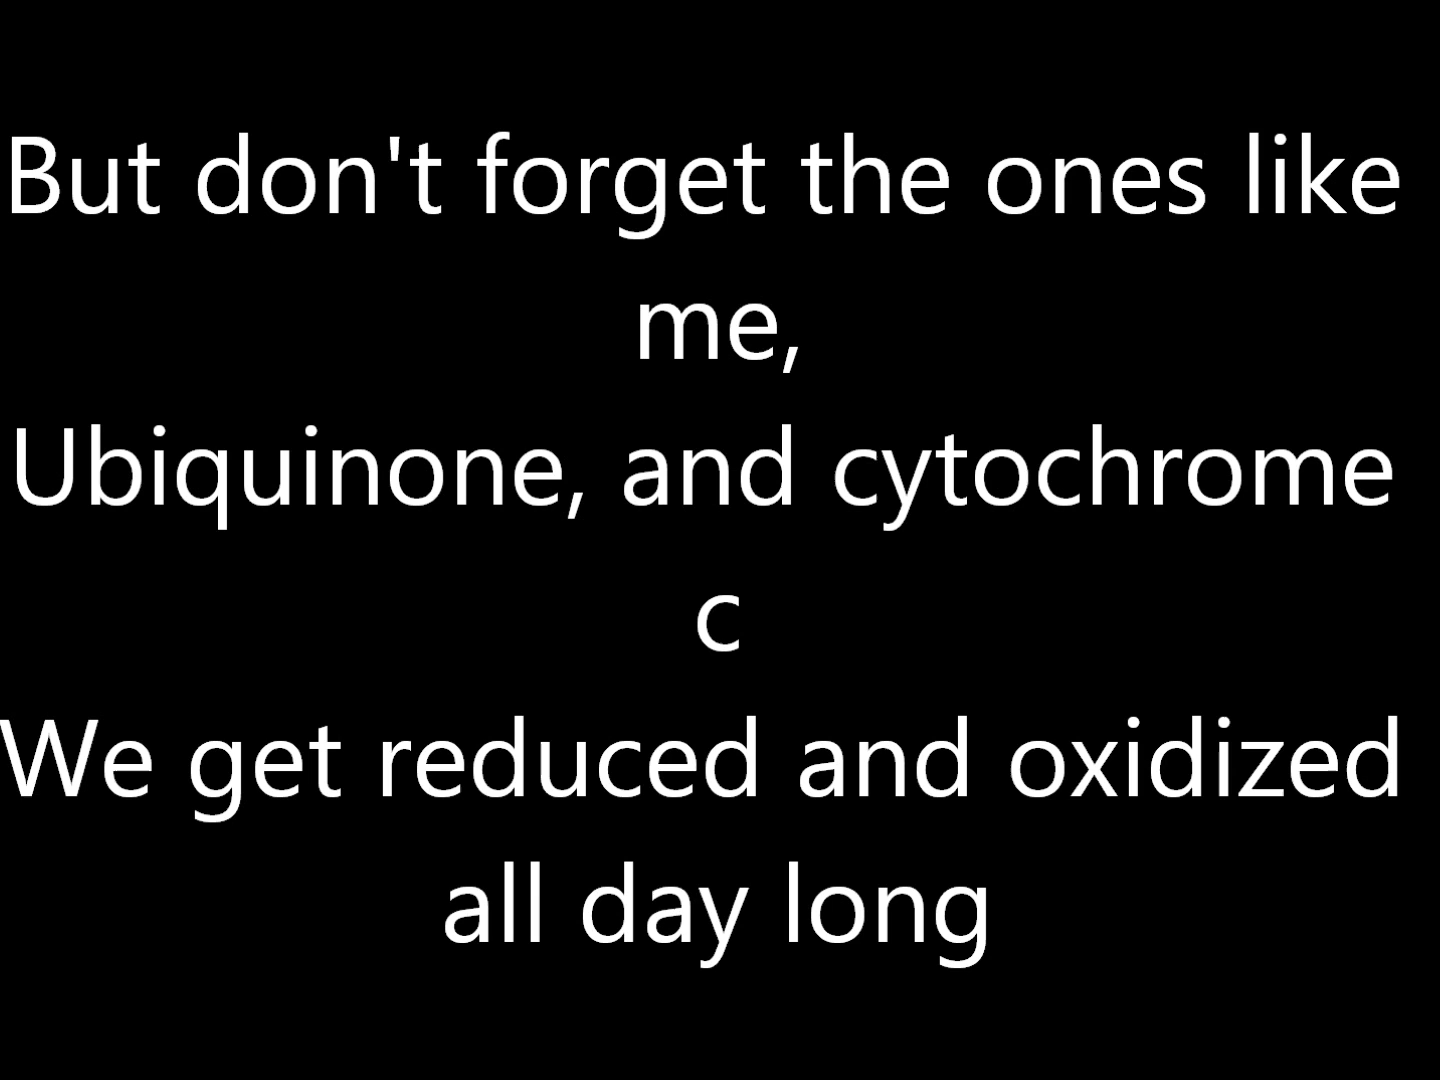 But don't forget the ones like
me,
Ubiquinone, and cytochrome
c
We get reduced and oxidized
all day long